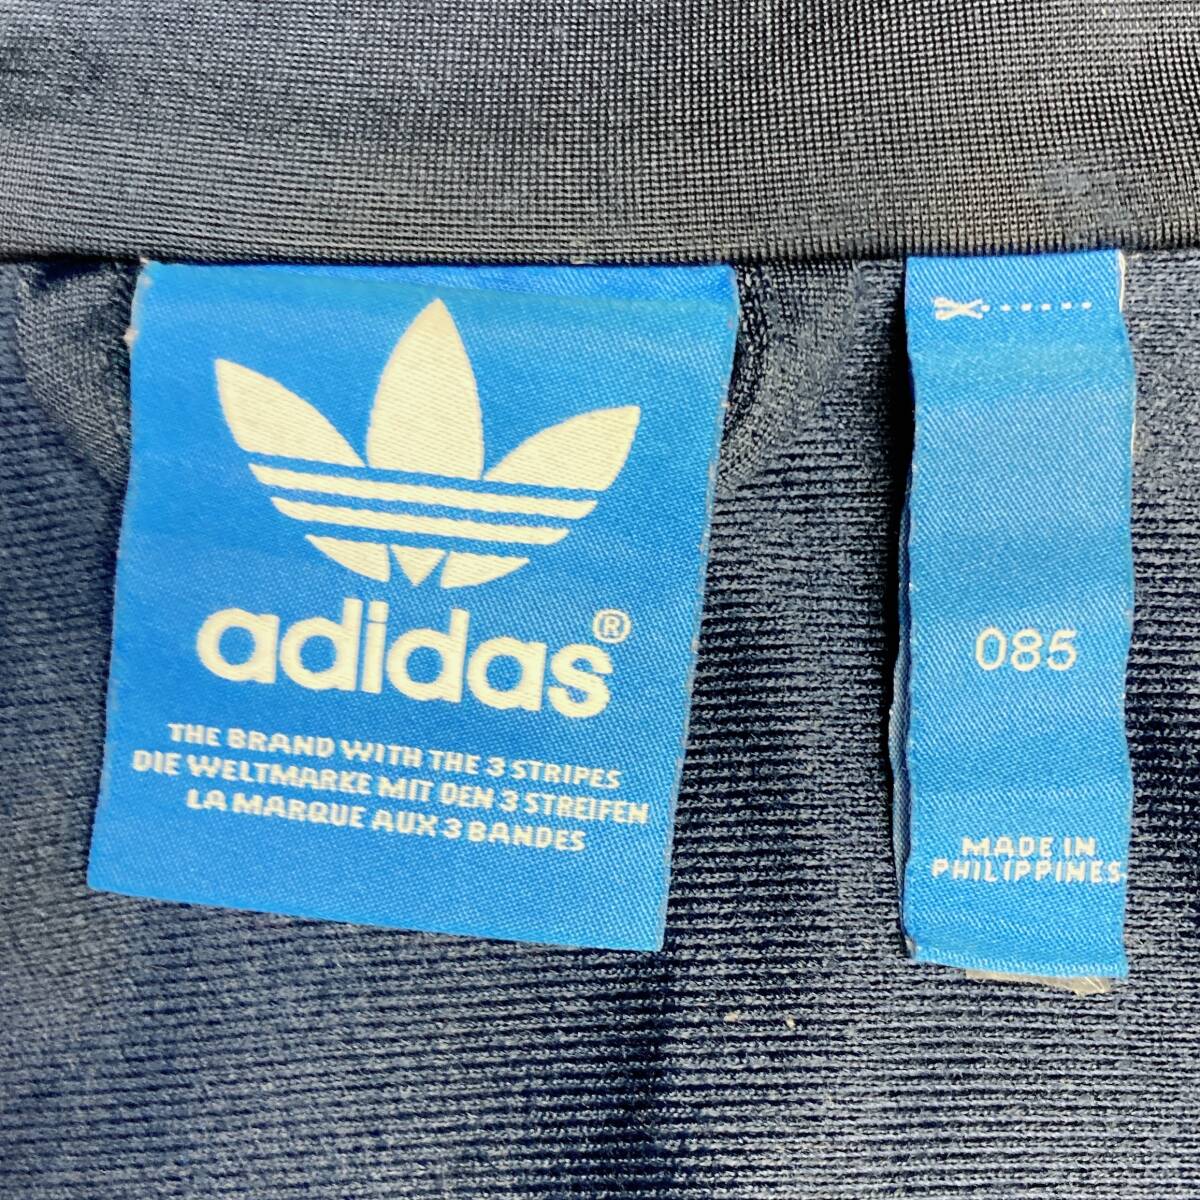 adidas®
THE BRAND WITH THE 3 STRIPES
DIE WELTMARKE MIT DEN 3 STREIFEN
LA MARQUE AUX 3 BANDES
085
MADE IN
PHILIPPINES